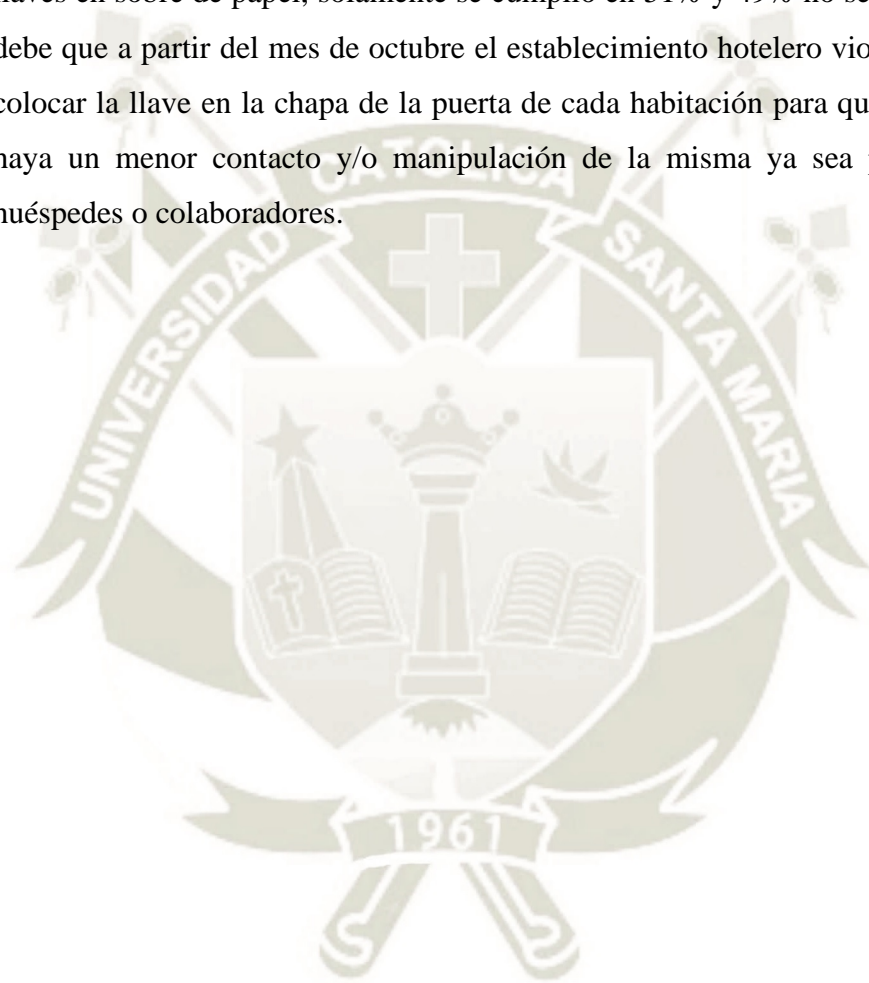 llaves en sobre de papel, solamente se cumplió en 51% y 49% no se
debe que a partir del mes de octubre el establecimiento hotelero vio
colocar la llave en la chapa de la puerta de cada habitación para qu
haya un menor contacto y/o manipulación de la misma ya sea
huéspedes o colaboradores.
UNIVERSIDAD CATOLICA SANTA MARIA
1961